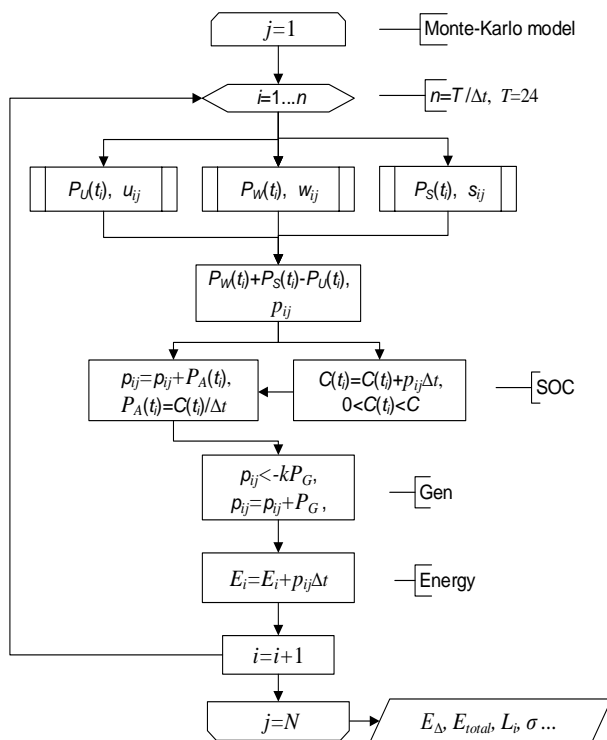 j=1
Monte-Karlo model
i=1...n
n=T/Δt, T=24
P_U(t_i), u_ij
P_W(t_i), w_ij
P_S(t_i), s_ij
P_W(t_i)+P_S(t_i)-P_U(t_i),
p_ij
p_ij=p_ij+P_A(t_i),
P_A(t_i)=C(t_i)/Δt
C(t_i)=C(t_i)+p_ijΔt,
0<C(t_i)<C
SOC
p_ij<-kP_G,
p_ij=p_ij+P_G,
Gen
E_i=E_i+p_ijΔt
Energy
i=i+1
j=N
E_Δ, E_total, L_i, σ...